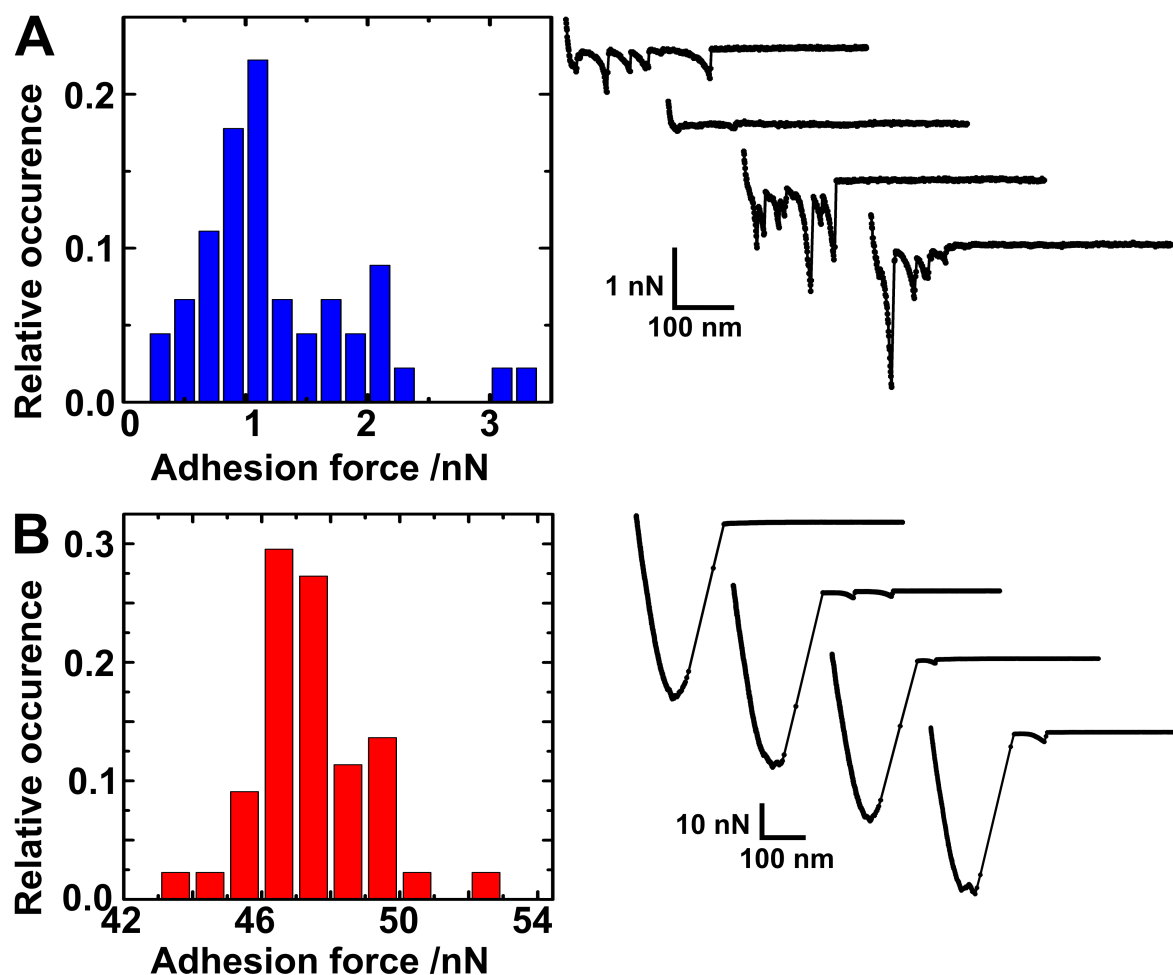 A
Relative occurence
0.2
0.1
0.0
0 1 2 3
Adhesion force /nN
1 nN
100 nm
B
Relative occurence
0.3
0.2
0.1
0.0
42 46 50 54
Adhesion force /nN
10 nN
100 nm